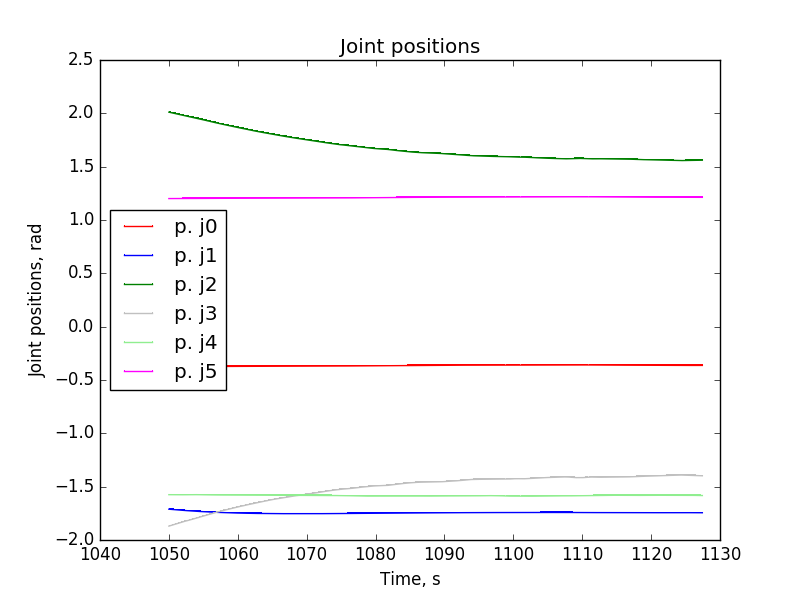 Joint positions
2.5
2.0
1.5
1.0
0.5
0.0
−0.5
−1.0
−1.5
−2.0
Joint positions, rad
p. j0
p. j1
p. j2
p. j3
p. j4
p. j5
1040 1050 1060 1070 1080 1090 1100 1110 1120 1130
Time, s